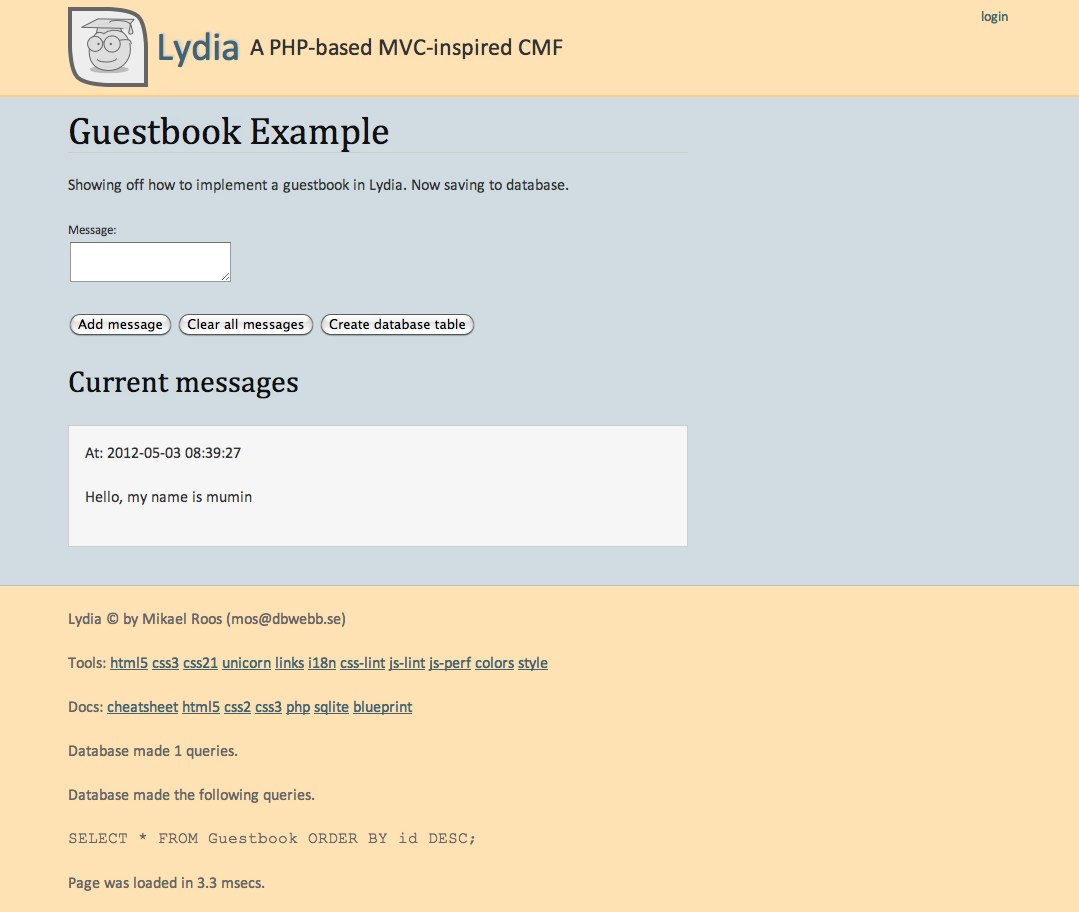 login
Lydia A PHP-based MVC-inspired CMF
Guestbook Example
Showing off how to implement a guestbook in Lydia. Now saving to database.
Message:
Add message Clear all messages Create database table
Current messages
At: 2012-05-03 08:39:27
Hello, my name is mumin
Lydia © by Mikael Roos (mos@dbwebb.se)
Tools: html5 css3 css21 unicorn links i18n css-lint js-lint js-perf colors style
Docs: cheatsheet html5 css2 css3 php sqlite blueprint
Database made 1 queries.
Database made the following queries.
SELECT * FROM Guestbook ORDER BY id DESC;
Page was loaded in 3.3 msecs.